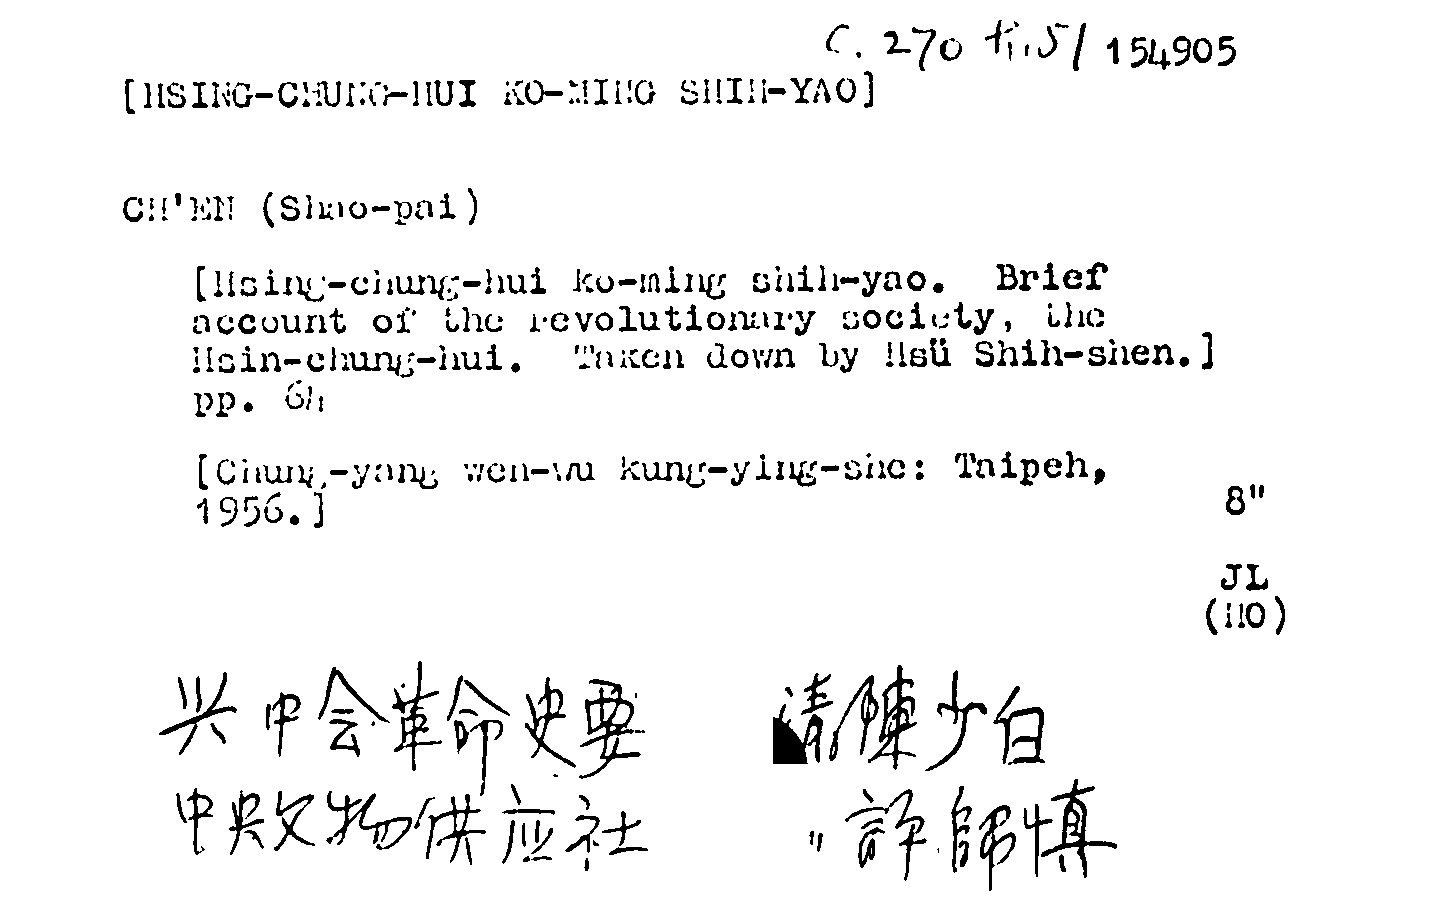 C. 270 154905
[HSING-CHUNG-HUI KO-MING SHIH-YAO]
CH'EN (Shao-pai)
[Hsing-chung-hui ko-ming shih-yao. Brief
account of the revolutionary society, the
Hsin-chung-hui. Taken down by Hsü Shih-shen.]
pp. 64
[Chung-yang wen-wu kung-ying-she: Taipeh,
1956.]
8"
JL
(HO)
兴中会革命史要 清陳少白
中央文物供应社 " 許師慎